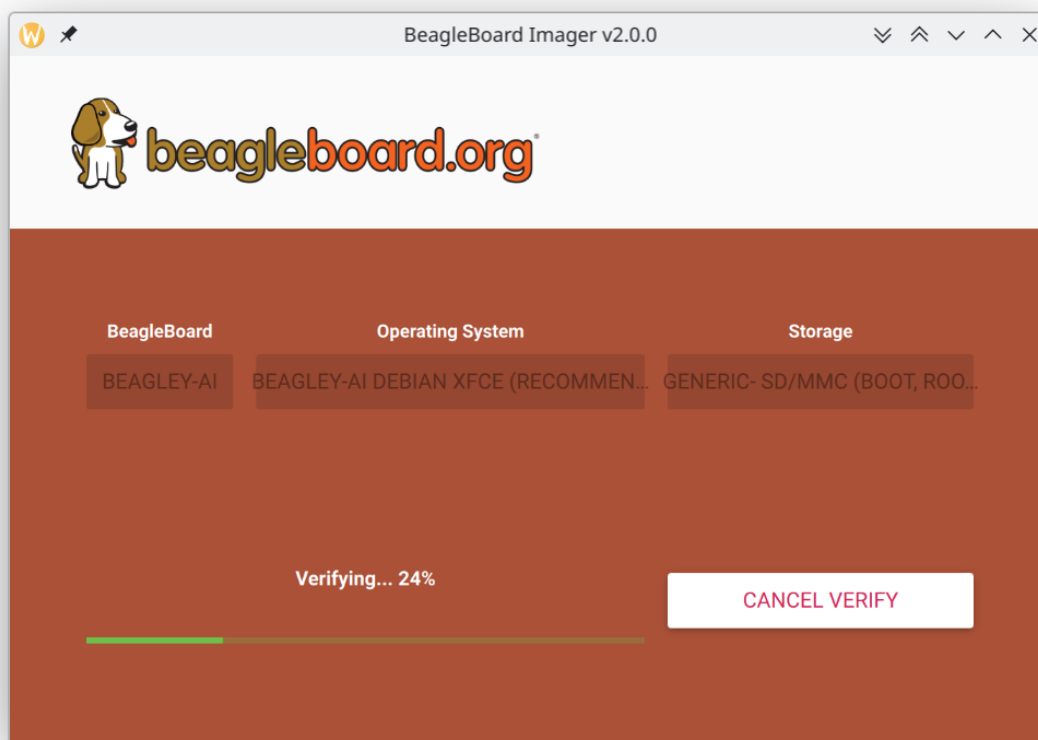 BeagleBoard Imager v2.0.0
beagleboard.org®
BeagleBoard Operating System Storage
BEAGLEY-AI BEAGLEY-AI DEBIAN XFCE (RECOMMEN... GENERIC- SD/MMC (BOOT, ROO...
Verifying... 24%
CANCEL VERIFY